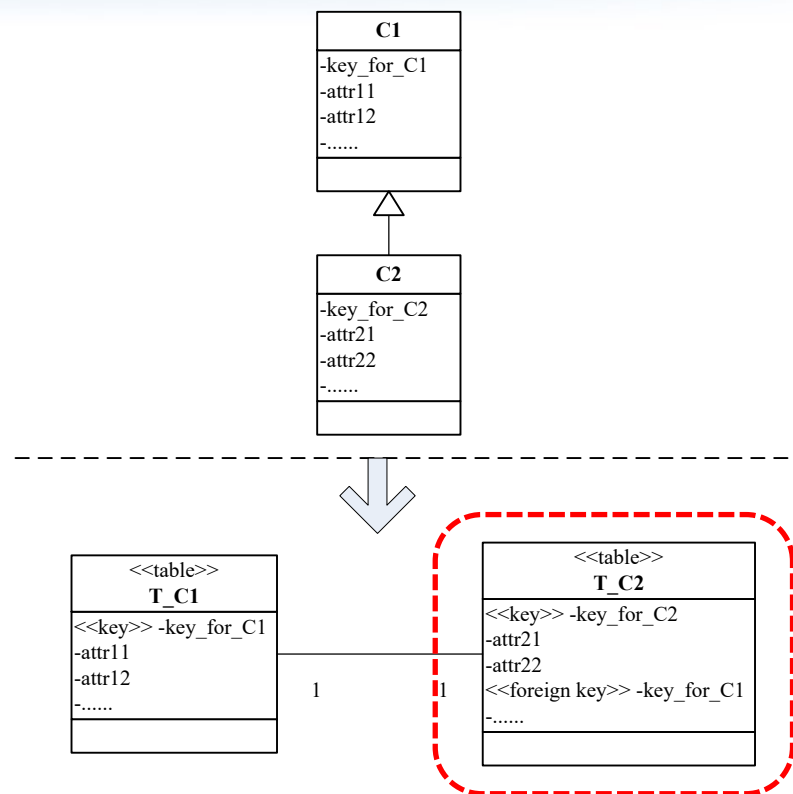 C1
-key_for_C1
-attr11
-attr12
-......
C2
-key_for_C2
-attr21
-attr22
-......
<<table>>
T_C1
<<key>> -key_for_C1
-attr11
-attr12
-......
1
1
<<table>>
T_C2
<<key>> -key_for_C2
-attr21
-attr22
<<foreign key>> -key_for_C1
-......